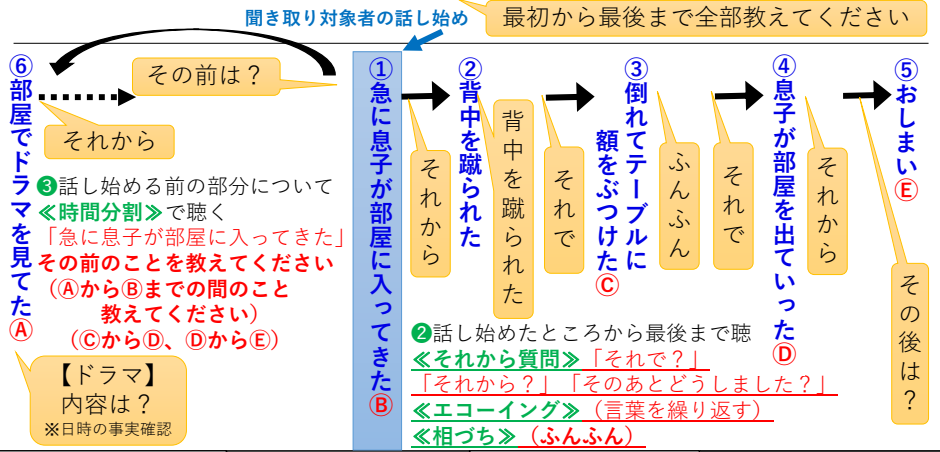 聞き取り対象者の話し始め
最初から最後まで全部教えてください
⑥部屋でドラマを見てたⒶ
その前は？
それから
①急に息子が部屋に入ってきたⒷ
それから
②背中を蹴られた
背中を蹴られた
それで
③倒れてテーブルに
額をぶつけたⒸ
ふんふん
それで
④息子が部屋を出ていったⒹ
それから
⑤おしまいⒺ
その後は？
❸話し始める前の部分について
≪時間分割≫で聴く
「急に息子が部屋に入ってきた」
その前のことを教えてください
（ⒶからⒷまでの間のこと
教えてください）
（ⒸからⒹ、ⒹからⒺ）
【ドラマ】
内容は？
※日時の事実確認
❷話し始めたところから最後まで聴
≪それから質問≫「それで？」
「それから？」「そのあとどうしました？」
≪エコーイング≫（言葉を繰り返す）
≪相づち≫（ふんふん）